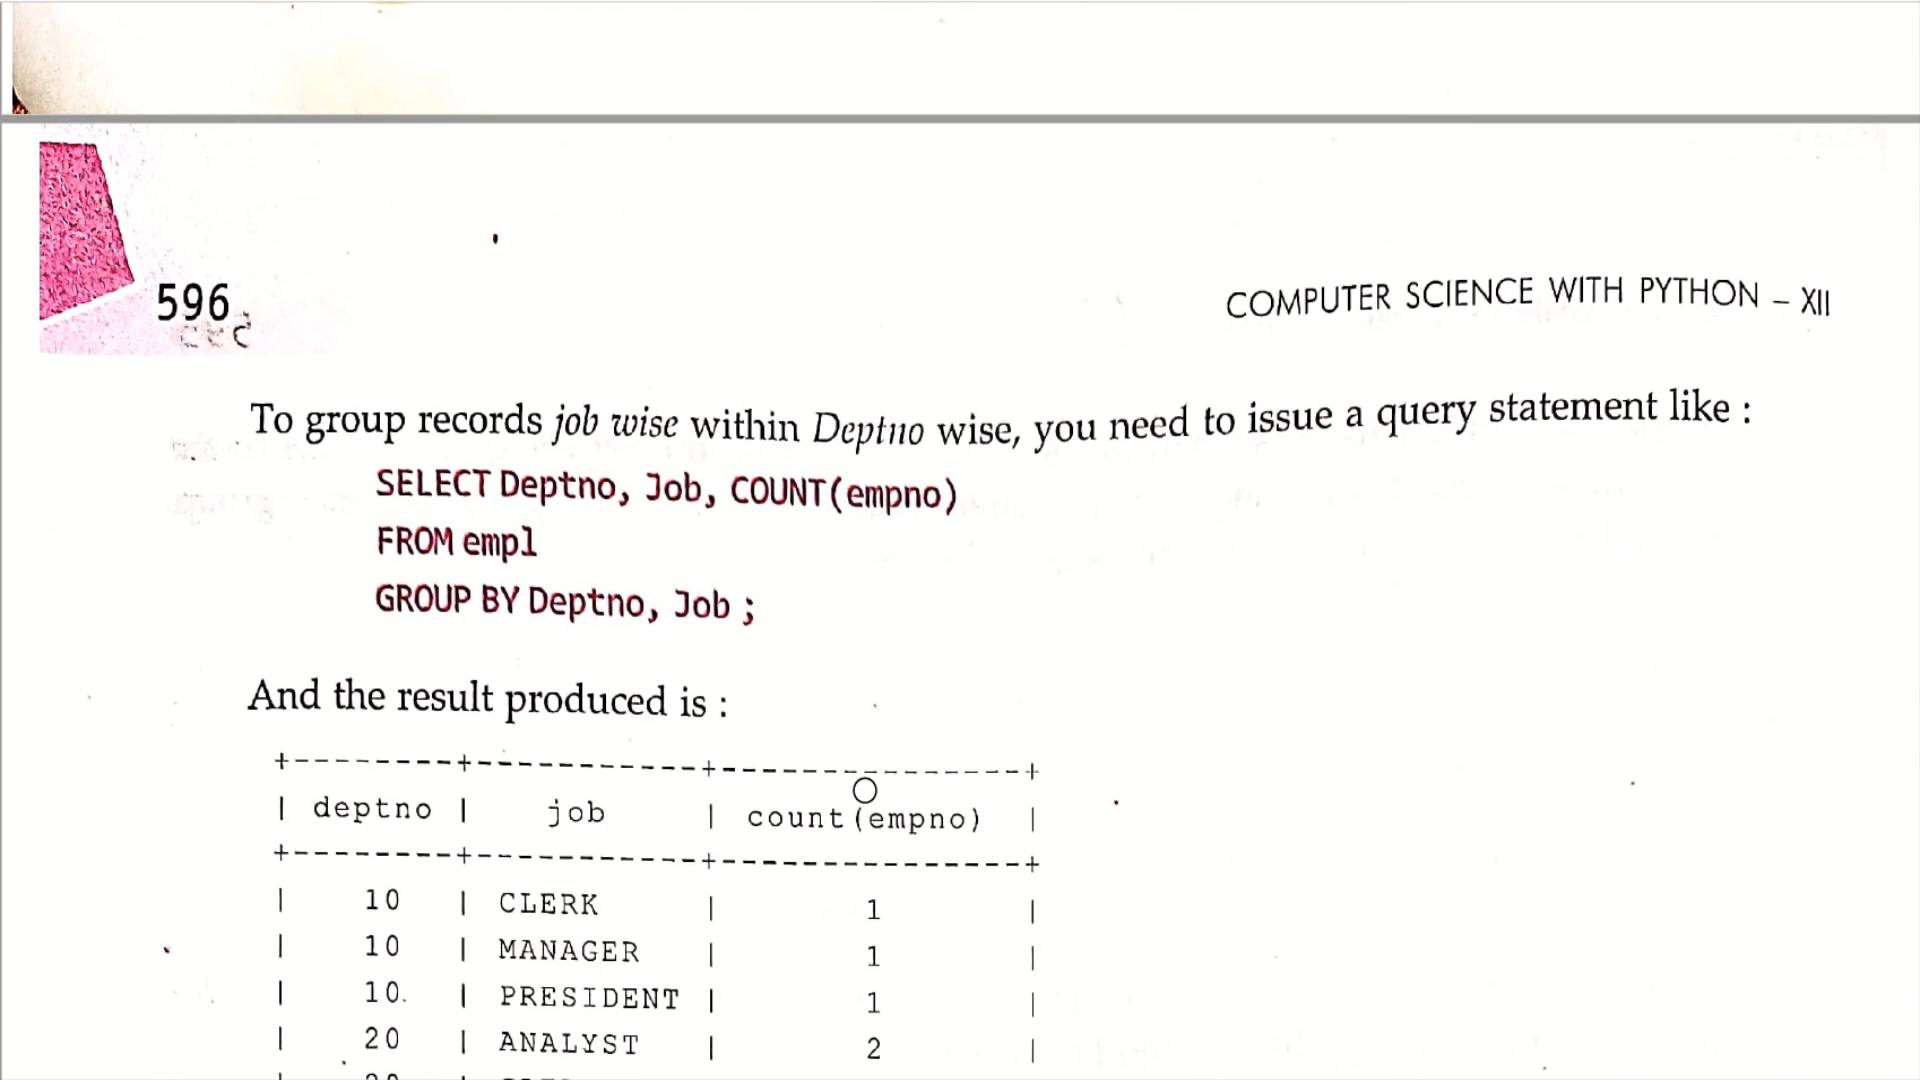 596
COMPUTER SCIENCE WITH PYTHON – XII
To group records job wise within Deptno wise, you need to issue a query statement like :
SELECT Deptno, Job, COUNT(empno)
FROM empl
GROUP BY Deptno, Job ;
And the result produced is :
+--------+-----------+---------------+
| deptno | job | count(empno) |
+--------+-----------+---------------+
| 10 | CLERK | 1 |
| 10 | MANAGER | 1 |
| 10 | PRESIDENT | 1 |
| 20 | ANALYST | 2 |